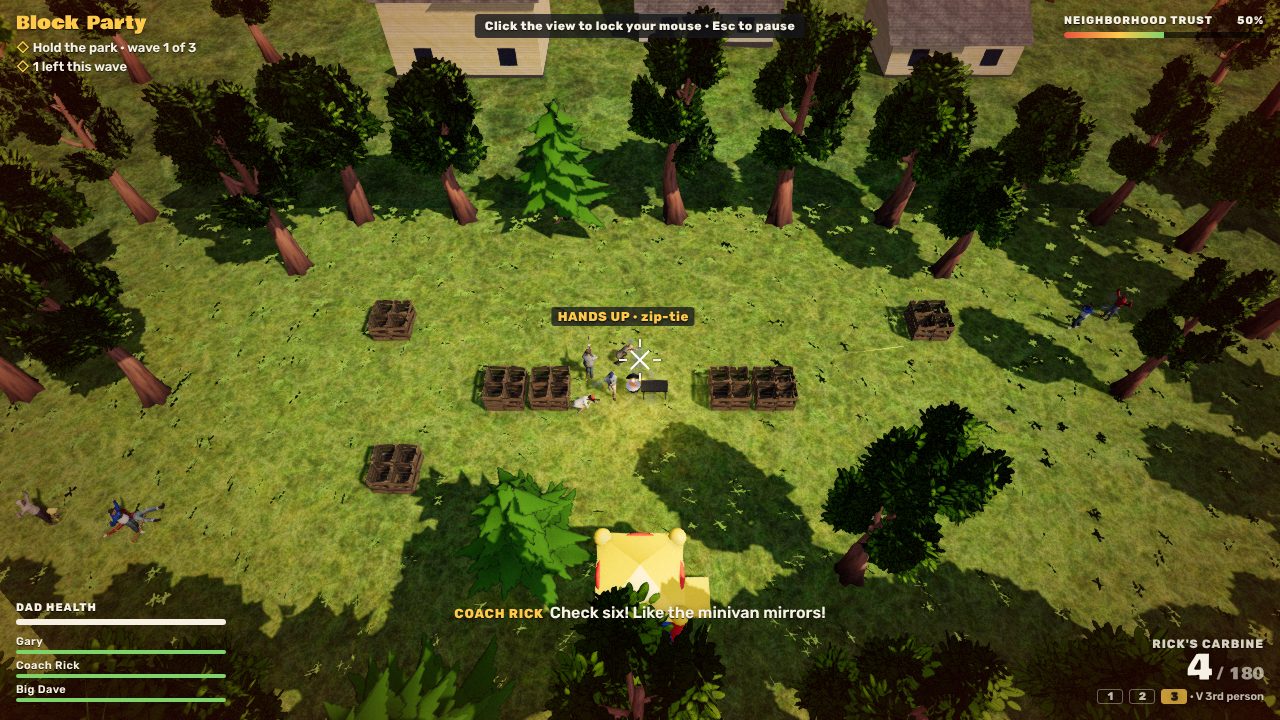 Block Party
Hold the park • wave 1 of 3
1 left this wave
Click the view to lock your mouse • Esc to pause
NEIGHBORHOOD TRUST 50%
HANDS UP • zip-tie
COACH RICK Check six! Like the minivan mirrors!
DAD HEALTH
Gary
Coach Rick
Big Dave
RICK'S CARBINE
4 / 180
1 2 3 • V 3rd person